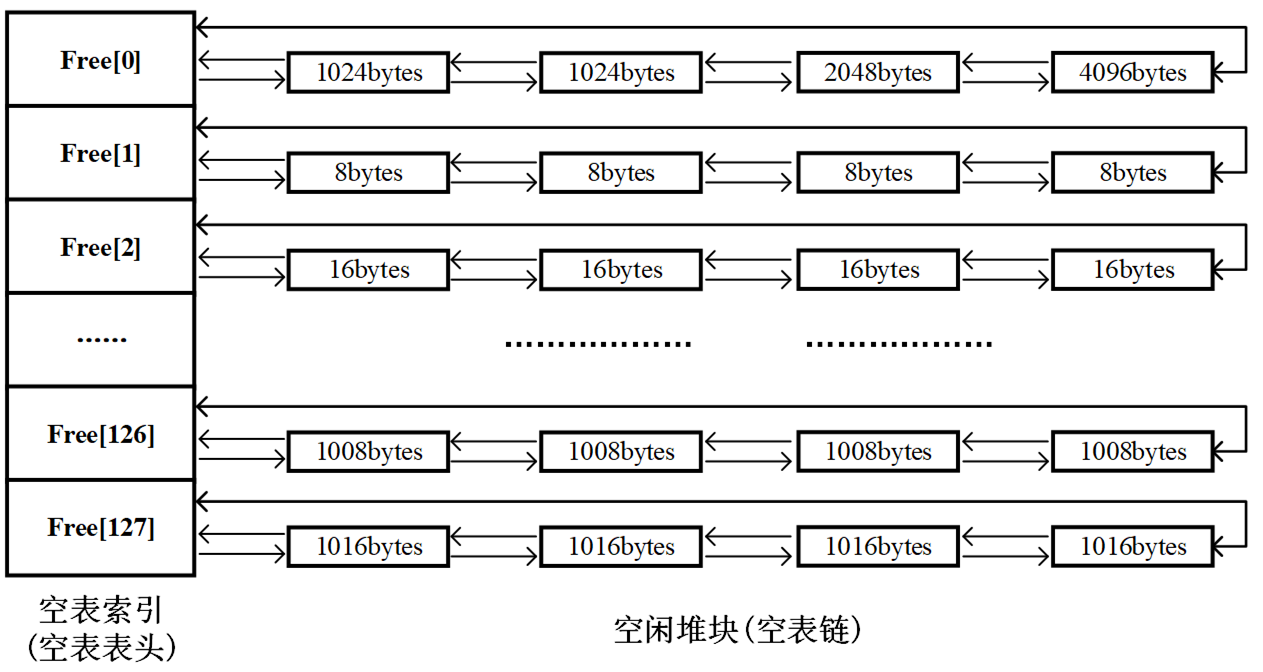 Free[0]
1024bytes 1024bytes 2048bytes 4096bytes
Free[1]
8bytes 8bytes 8bytes 8bytes
Free[2]
16bytes 16bytes 16bytes 16bytes
...... .................. ..................
Free[126]
1008bytes 1008bytes 1008bytes 1008bytes
Free[127]
1016bytes 1016bytes 1016bytes 1016bytes
空表索引
(空表表头)
空闲堆块(空表链)